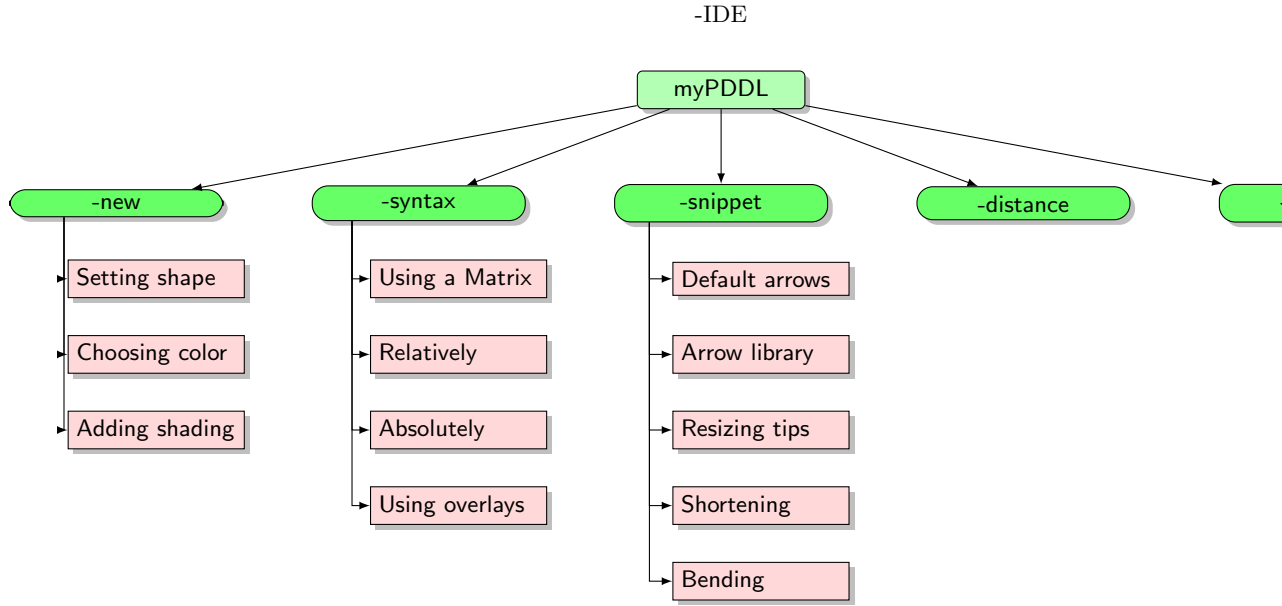 -IDE
myPDDL
-new
-syntax
-snippet
-distance
-
Setting shape
Using a Matrix
Default arrows
Choosing color
Relatively
Arrow library
Adding shading
Absolutely
Resizing tips
Using overlays
Shortening
Bending